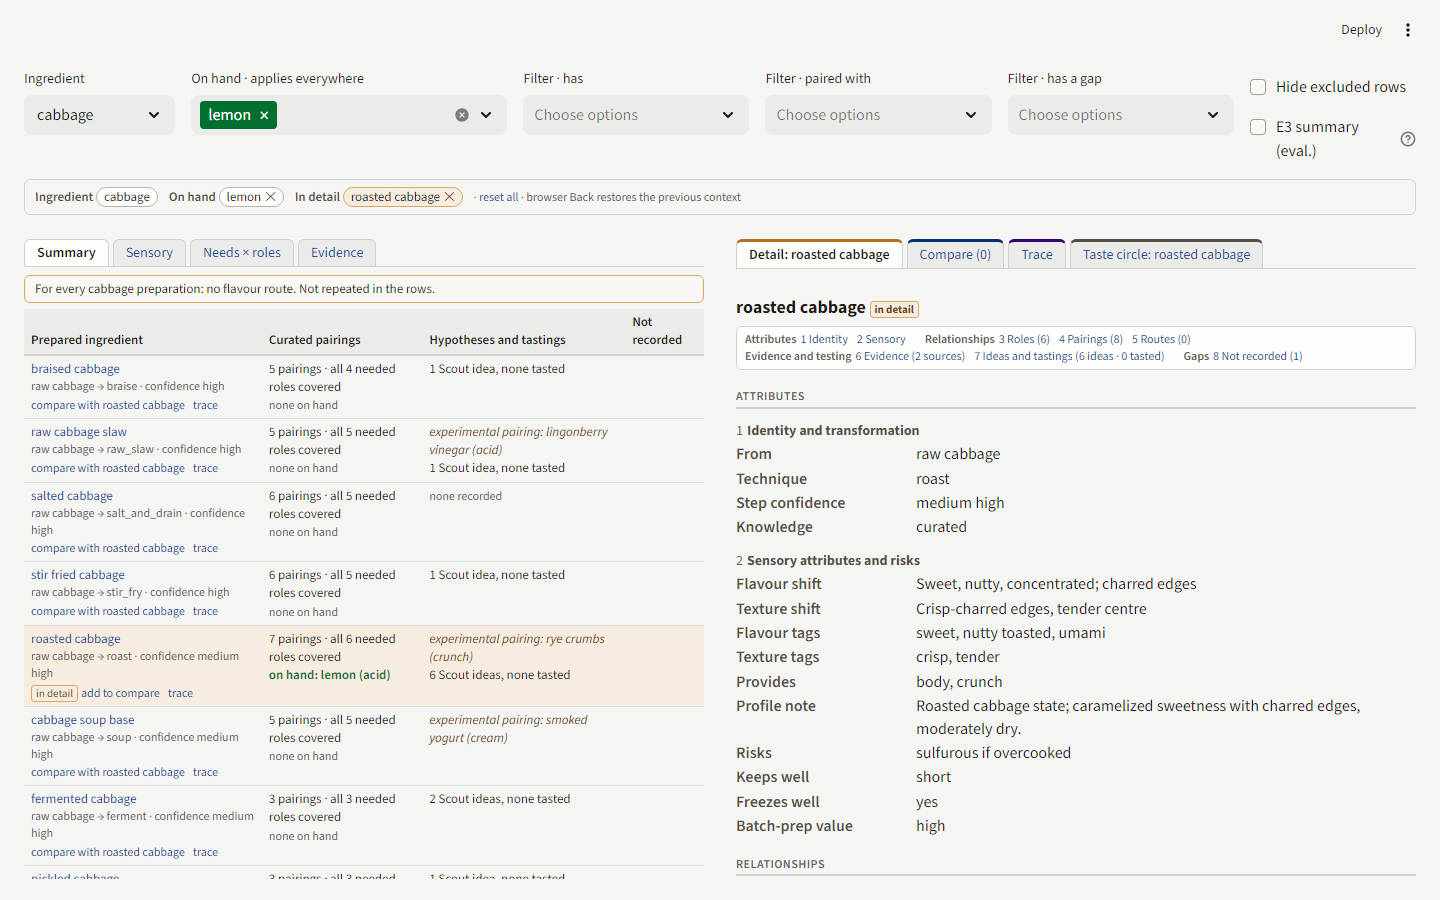 Deploy
Ingredient
On hand · applies everywhere
Filter · has
Filter · paired with
Filter · has a gap
cabbage
lemon ×
Choose options
Choose options
Choose options
Hide excluded rows
E3 summary
(eval.)
Ingredient cabbage On hand lemon × In detail roasted cabbage × · reset all · browser Back restores the previous context
Summary Sensory Needs × roles Evidence
For every cabbage preparation: no flavour route. Not repeated in the rows.
Prepared ingredient Curated pairings Hypotheses and tastings Not recorded
braised cabbage
raw cabbage → braise · confidence high
compare with roasted cabbage trace
5 pairings · all 4 needed
roles covered
none on hand
1 Scout idea, none tasted
raw cabbage slaw
raw cabbage → raw_slaw · confidence high
compare with roasted cabbage trace
5 pairings · all 5 needed
roles covered
none on hand
experimental pairing: lingonberry
vinegar (acid)
1 Scout idea, none tasted
salted cabbage
raw cabbage → salt_and_drain · confidence
high
compare with roasted cabbage trace
6 pairings · all 5 needed
roles covered
none on hand
none recorded
stir fried cabbage
raw cabbage → stir_fry · confidence high
compare with roasted cabbage trace
6 pairings · all 5 needed
roles covered
none on hand
1 Scout idea, none tasted
roasted cabbage
raw cabbage → roast · confidence medium
high
in detail add to compare trace
7 pairings · all 6 needed
roles covered
on hand: lemon (acid)
experimental pairing: rye crumbs
(crunch)
6 Scout ideas, none tasted
cabbage soup base
raw cabbage → soup · confidence medium
high
compare with roasted cabbage trace
5 pairings · all 5 needed
roles covered
none on hand
experimental pairing: smoked
yogurt (cream)
fermented cabbage
raw cabbage → ferment · confidence medium
high
compare with roasted cabbage trace
3 pairings · all 3 needed
roles covered
none on hand
2 Scout ideas, none tasted
pickled cabbage
3 pairings · all 3 needed
1 Scout idea, none tasted
Detail: roasted cabbage Compare (0) Trace Taste circle: roasted cabbage
roasted cabbage in detail
Attributes 1 Identity 2 Sensory Relationships 3 Roles (6) 4 Pairings (8) 5 Routes (0)
Evidence and testing 6 Evidence (2 sources) 7 Ideas and tastings (6 ideas · 0 tasted) Gaps 8 Not recorded (1)
ATTRIBUTES
1 Identity and transformation
From raw cabbage
Technique roast
Step confidence medium high
Knowledge curated
2 Sensory attributes and risks
Flavour shift Sweet, nutty, concentrated; charred edges
Texture shift Crisp-charred edges, tender centre
Flavour tags sweet, nutty toasted, umami
Texture tags crisp, tender
Provides body, crunch
Profile note Roasted cabbage state; caramelized sweetness with charred edges,
moderately dry.
Risks sulfurous if overcooked
Keeps well short
Freezes well yes
Batch-prep value high
RELATIONSHIPS